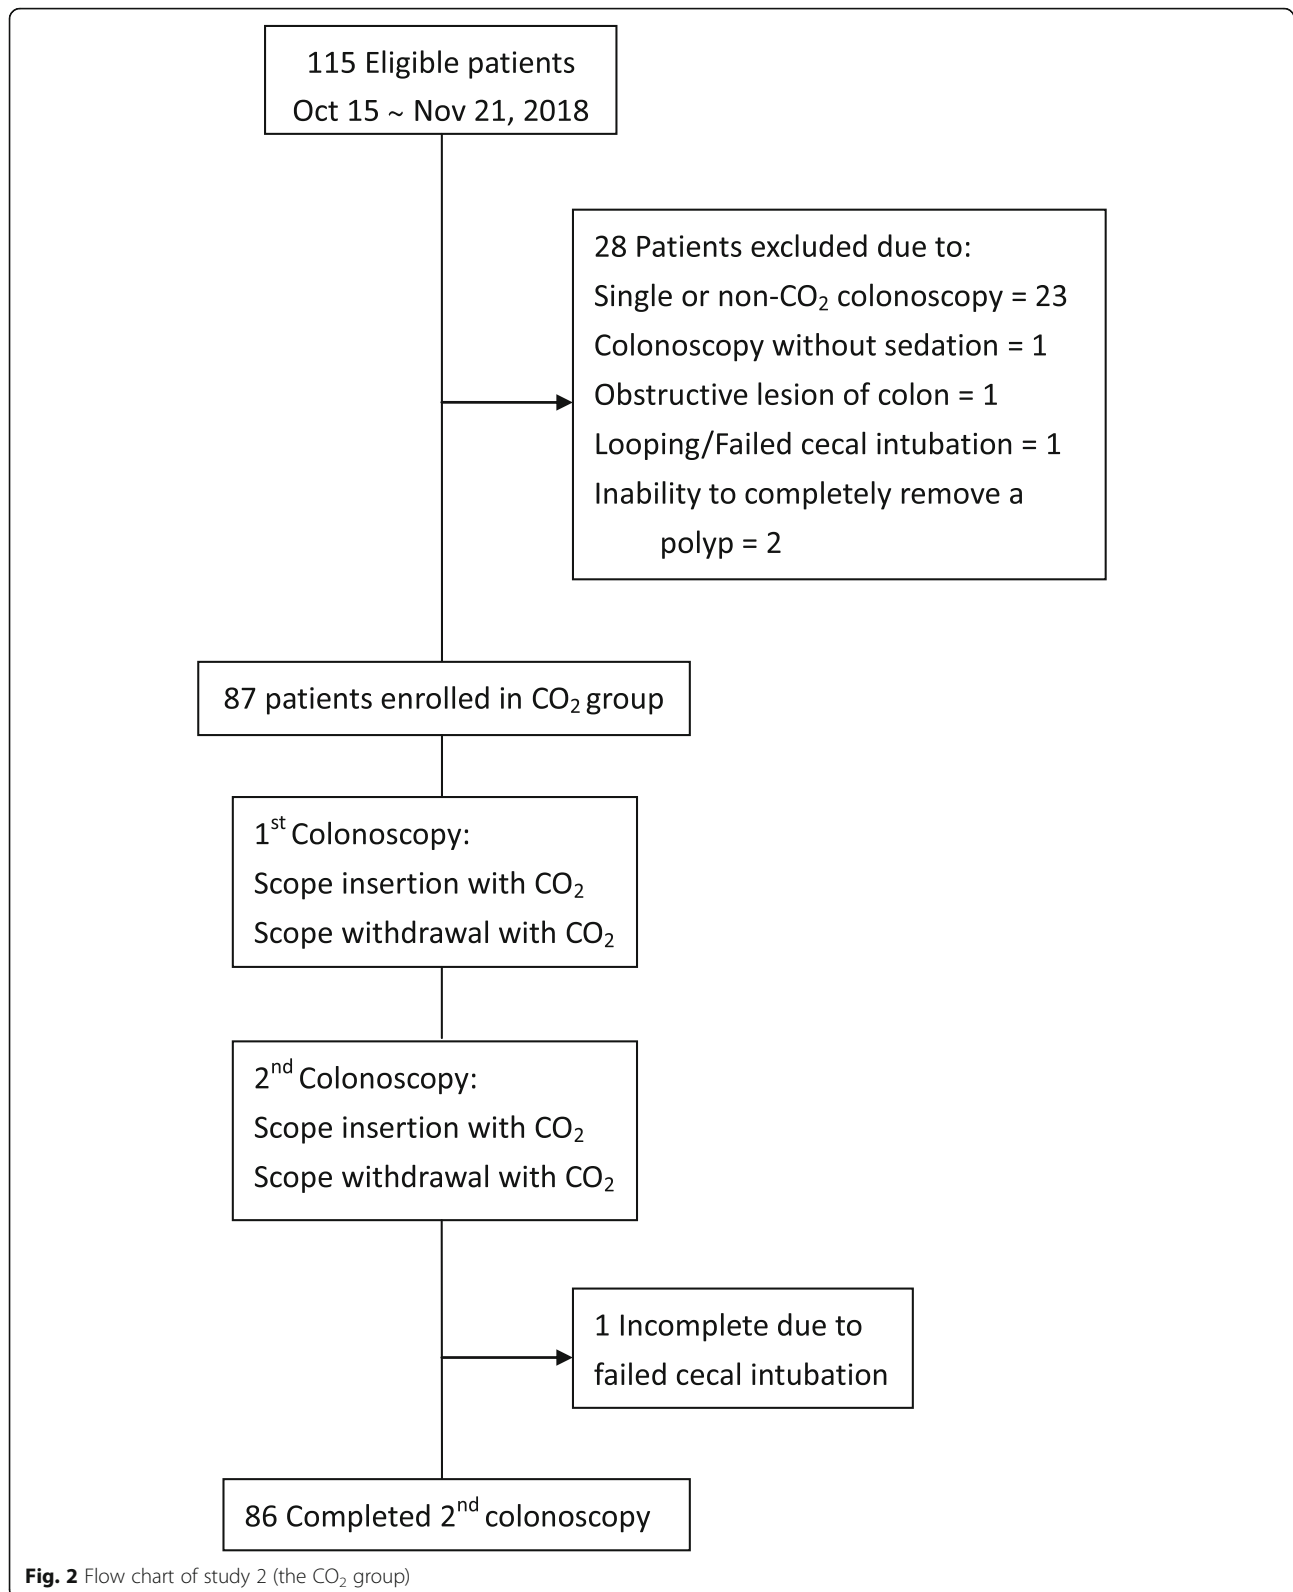 115 Eligible patients
Oct 15 ~ Nov 21, 2018
28 Patients excluded due to:
Single or non-CO₂ colonoscopy = 23
Colonoscopy without sedation = 1
Obstructive lesion of colon = 1
Looping/Failed cecal intubation = 1
Inability to completely remove a
polyp = 2
87 patients enrolled in CO₂ group
1ˢᵗ Colonoscopy:
Scope insertion with CO₂
Scope withdrawal with CO₂
2ⁿᵈ Colonoscopy:
Scope insertion with CO₂
Scope withdrawal with CO₂
1 Incomplete due to
failed cecal intubation
86 Completed 2ⁿᵈ colonoscopy
Fig. 2 Flow chart of study 2 (the CO₂ group)